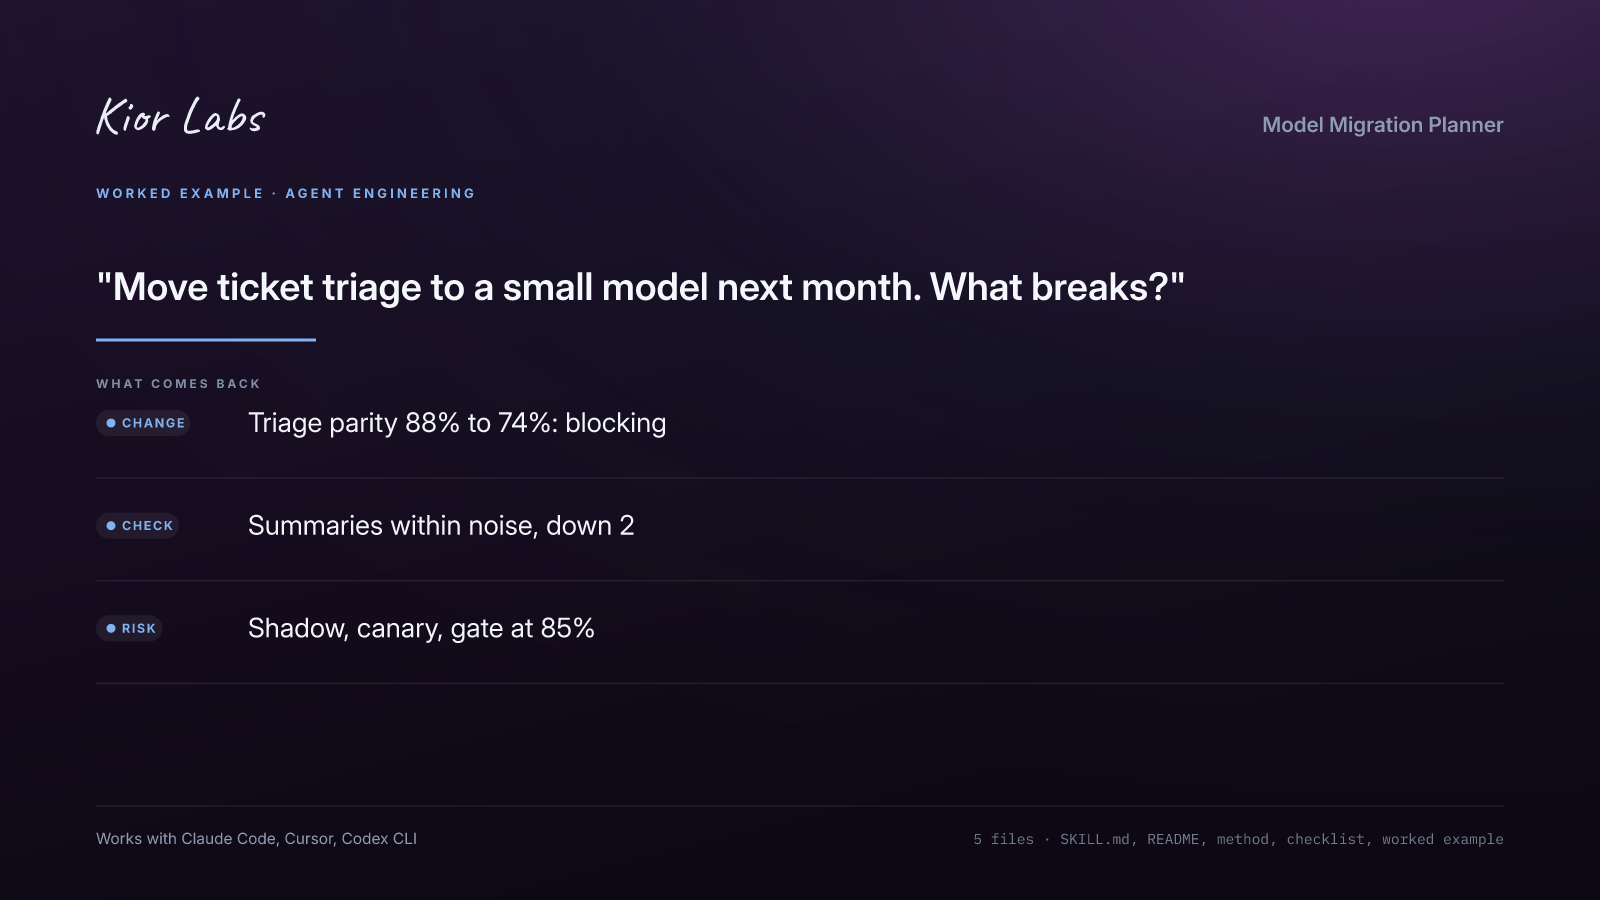 Kior Labs
Model Migration Planner
WORKED EXAMPLE · AGENT ENGINEERING
"Move ticket triage to a small model next month. What breaks?"
WHAT COMES BACK
CHANGE
Triage parity 88% to 74%: blocking
CHECK
Summaries within noise, down 2
RISK
Shadow, canary, gate at 85%
Works with Claude Code, Cursor, Codex CLI
5 files · SKILL.md, README, method, checklist, worked example